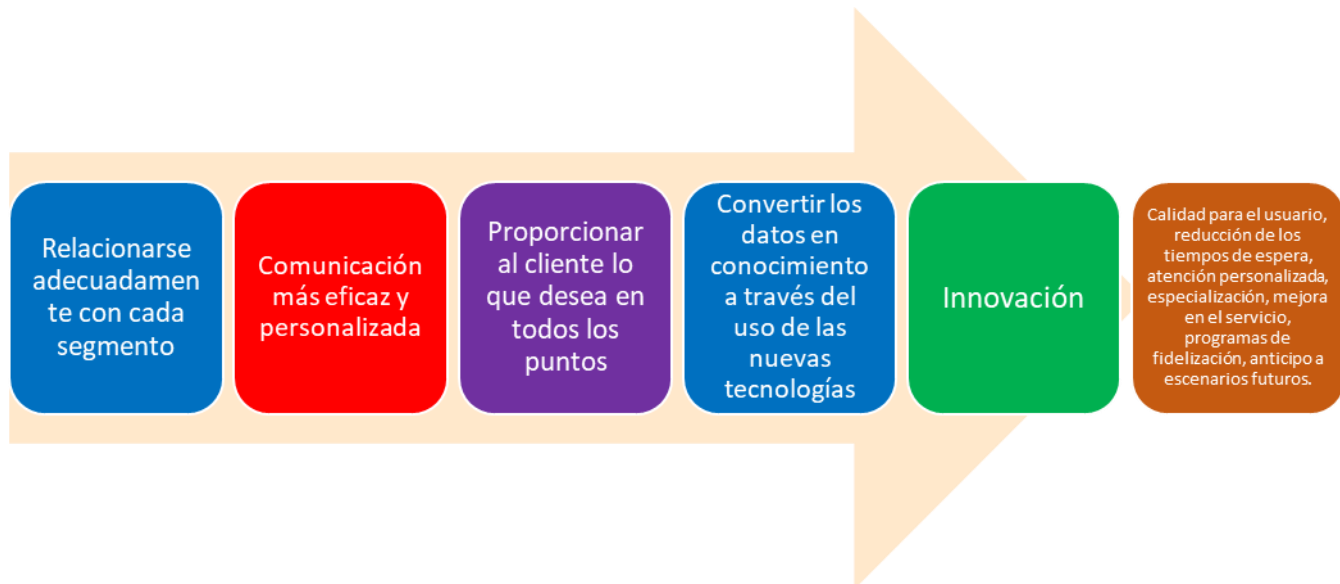 Relacionarse
adecuadamen
te con cada
segmento
Comunicación
más eficaz y
personalizada
Proporcionar
al cliente lo
que desea en
todos los
puntos
Convertir los
datos en
conocimiento
a través del
uso de las
nuevas
tecnologías
Innovación
Calidad para el usuario,
reducción de los
tiempos de espera,
atención personalizada,
especialización, mejora
en el servicio,
programas de
fidelización, anticipo a
escenarios futuros.